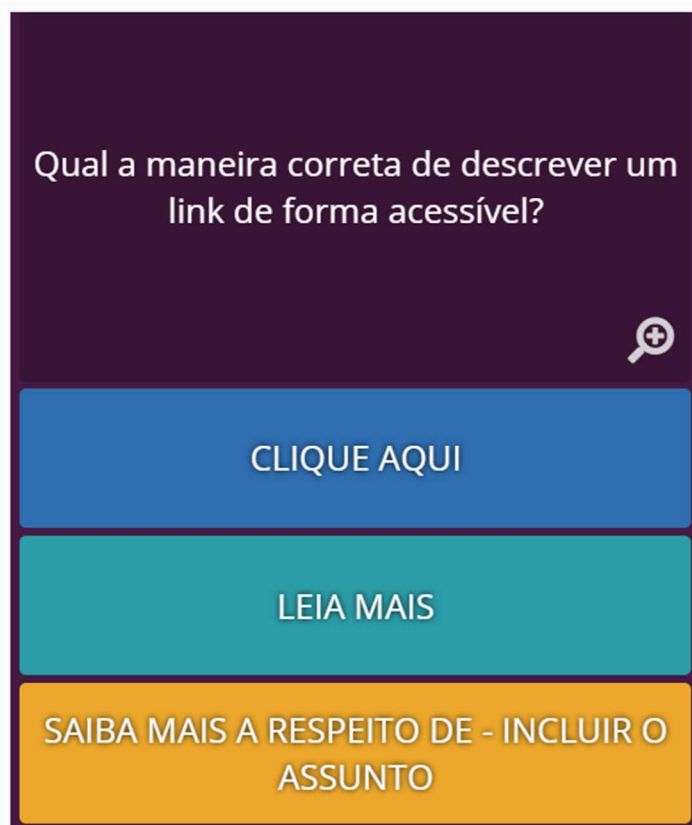 Qual a maneira correta de descrever um
link de forma acessível?
CLIQUE AQUI
LEIA MAIS
SAIBA MAIS A RESPEITO DE - INCLUIR O
ASSUNTO